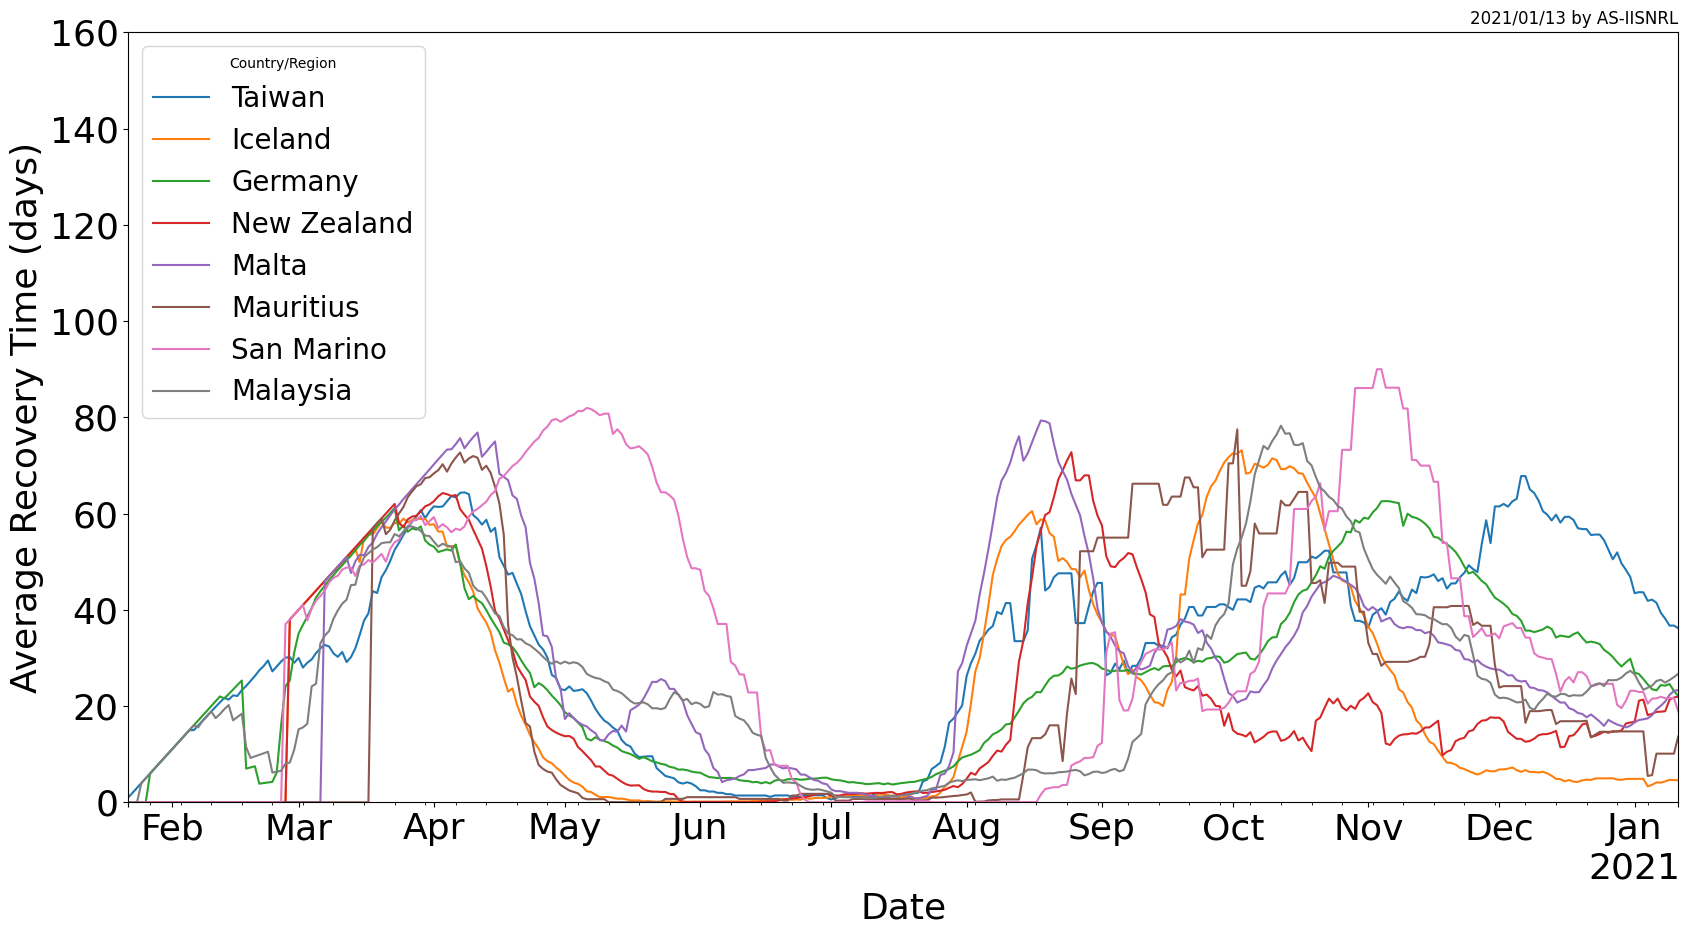 2021/01/13 by AS-IISNRL
160
140
120
100
80
60
40
20
0
Average Recovery Time (days)
Country/Region
Taiwan
Iceland
Germany
New Zealand
Malta
Mauritius
San Marino
Malaysia
Feb Mar Apr May Jun Jul Aug Sep Oct Nov Dec Jan
2021
Date